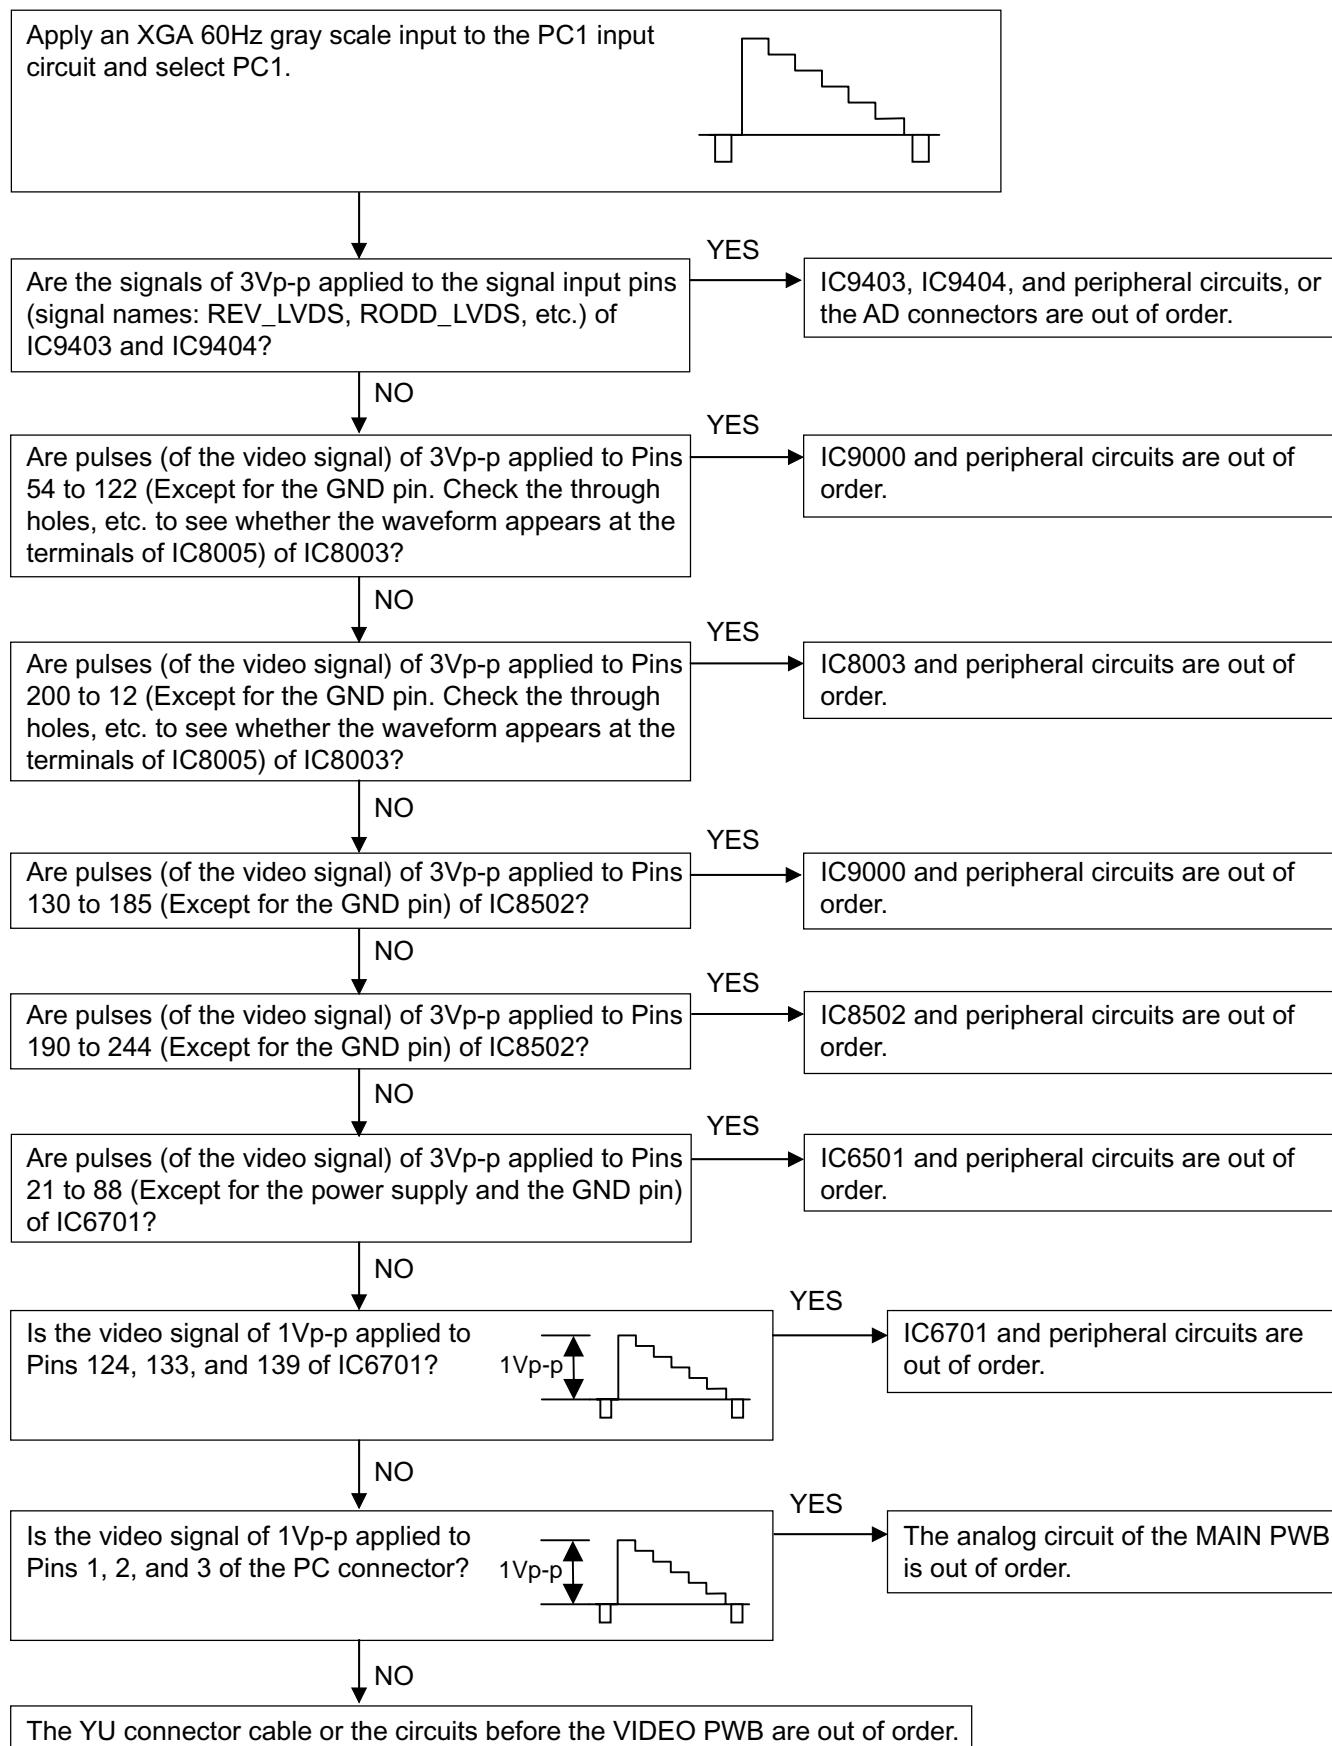 Apply an XGA 60Hz gray scale input to the PC1 input
circuit and select PC1.
YES
Are the signals of 3Vp-p applied to the signal input pins
(signal names: REV_LVDS, RODD_LVDS, etc.) of
IC9403 and IC9404?
IC9403, IC9404, and peripheral circuits, or
the AD connectors are out of order.
NO
YES
Are pulses (of the video signal) of 3Vp-p applied to Pins
54 to 122 (Except for the GND pin. Check the through
holes, etc. to see whether the waveform appears at the
terminals of IC8005) of IC8003?
IC9000 and peripheral circuits are out of
order.
NO
YES
Are pulses (of the video signal) of 3Vp-p applied to Pins
200 to 12 (Except for the GND pin. Check the through
holes, etc. to see whether the waveform appears at the
terminals of IC8005) of IC8003?
IC8003 and peripheral circuits are out of
order.
NO
YES
Are pulses (of the video signal) of 3Vp-p applied to Pins
130 to 185 (Except for the GND pin) of IC8502?
IC9000 and peripheral circuits are out of
order.
NO
YES
Are pulses (of the video signal) of 3Vp-p applied to Pins
190 to 244 (Except for the GND pin) of IC8502?
IC8502 and peripheral circuits are out of
order.
NO
YES
Are pulses (of the video signal) of 3Vp-p applied to Pins
21 to 88 (Except for the power supply and the GND pin)
of IC6701?
IC6501 and peripheral circuits are out of
order.
NO
YES
Is the video signal of 1Vp-p applied to
Pins 124, 133, and 139 of IC6701?
1Vp-p
IC6701 and peripheral circuits are
out of order.
NO
YES
Is the video signal of 1Vp-p applied to
Pins 1, 2, and 3 of the PC connector?
1Vp-p
The analog circuit of the MAIN PWB
is out of order.
NO
The YU connector cable or the circuits before the VIDEO PWB are out of order.